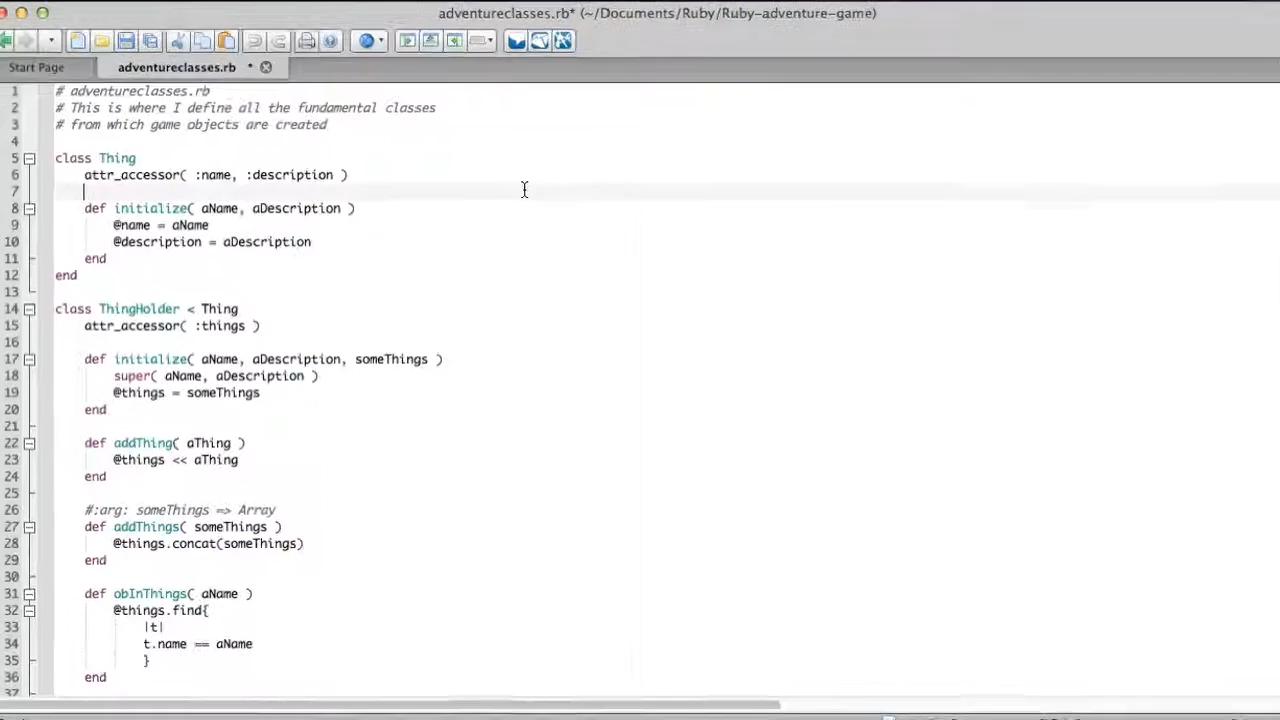 adventureclasses.rb* (~/Documents/Ruby/Ruby-adventure-game)
Start Page adventureclasses.rb *
1 # adventureclasses.rb
2 # This is where I define all the fundamental classes
3 # from which game objects are created
4
5 class Thing
6 attr_accessor( :name, :description )
7
8 def initialize( aName, aDescription )
9 @name = aName
10 @description = aDescription
11 end
12 end
13
14 class ThingHolder < Thing
15 attr_accessor( :things )
16
17 def initialize( aName, aDescription, someThings )
18 super( aName, aDescription )
19 @things = someThings
20 end
21
22 def addThing( aThing )
23 @things << aThing
24 end
25
26 #:arg: someThings => Array
27 def addThings( someThings )
28 @things.concat(someThings)
29 end
30
31 def obInThings( aName )
32 @things.find{
33 |t|
34 t.name == aName
35 }
36 end
37